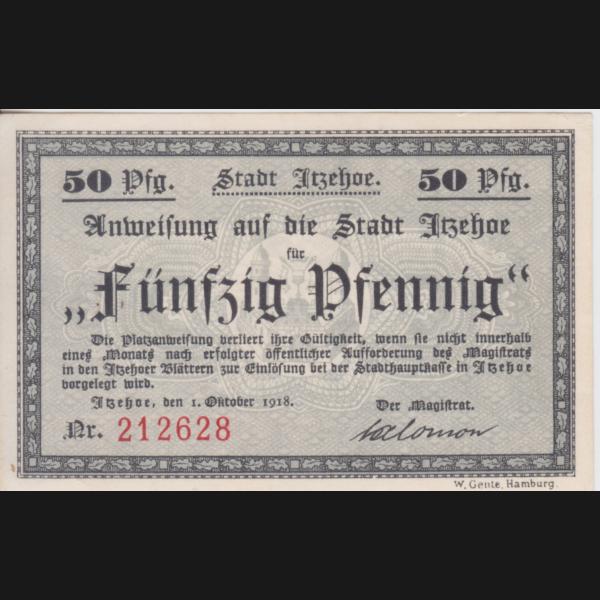 50 Pfg. Stadt Itzehoe. 50 Pfg.
Anweisung auf die Stadt Itzehoe
für
„Fünfzig Pfennig“
Die Platzanweisung verliert ihre Gültigkeit, wenn sie nicht innerhalb
eines Monats nach erfolgter öffentlicher Aufforderung des Magistrats
in den Itzehoer Blättern zur Einlösung bei der Stadthauptkasse in Itzehoe
vorgelegt wird.
Itzehoe, den 1. Oktober 1918. Der Magistrat.
Nr. 212628 Salomon
W. Gente, Hamburg.